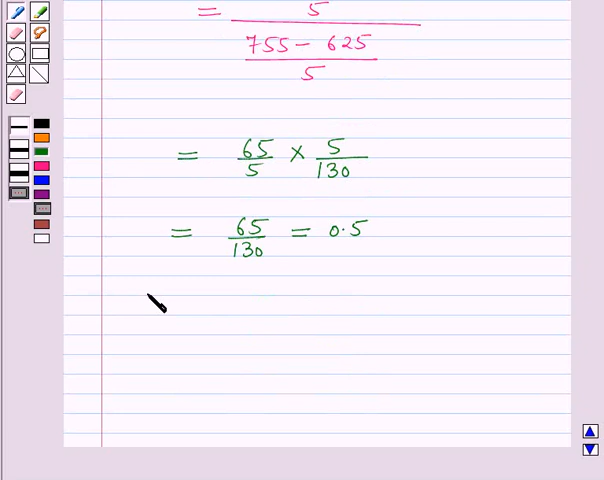 = 5
755 - 625
5
= 65/5 × 5/130
= 65/130 = 0.5